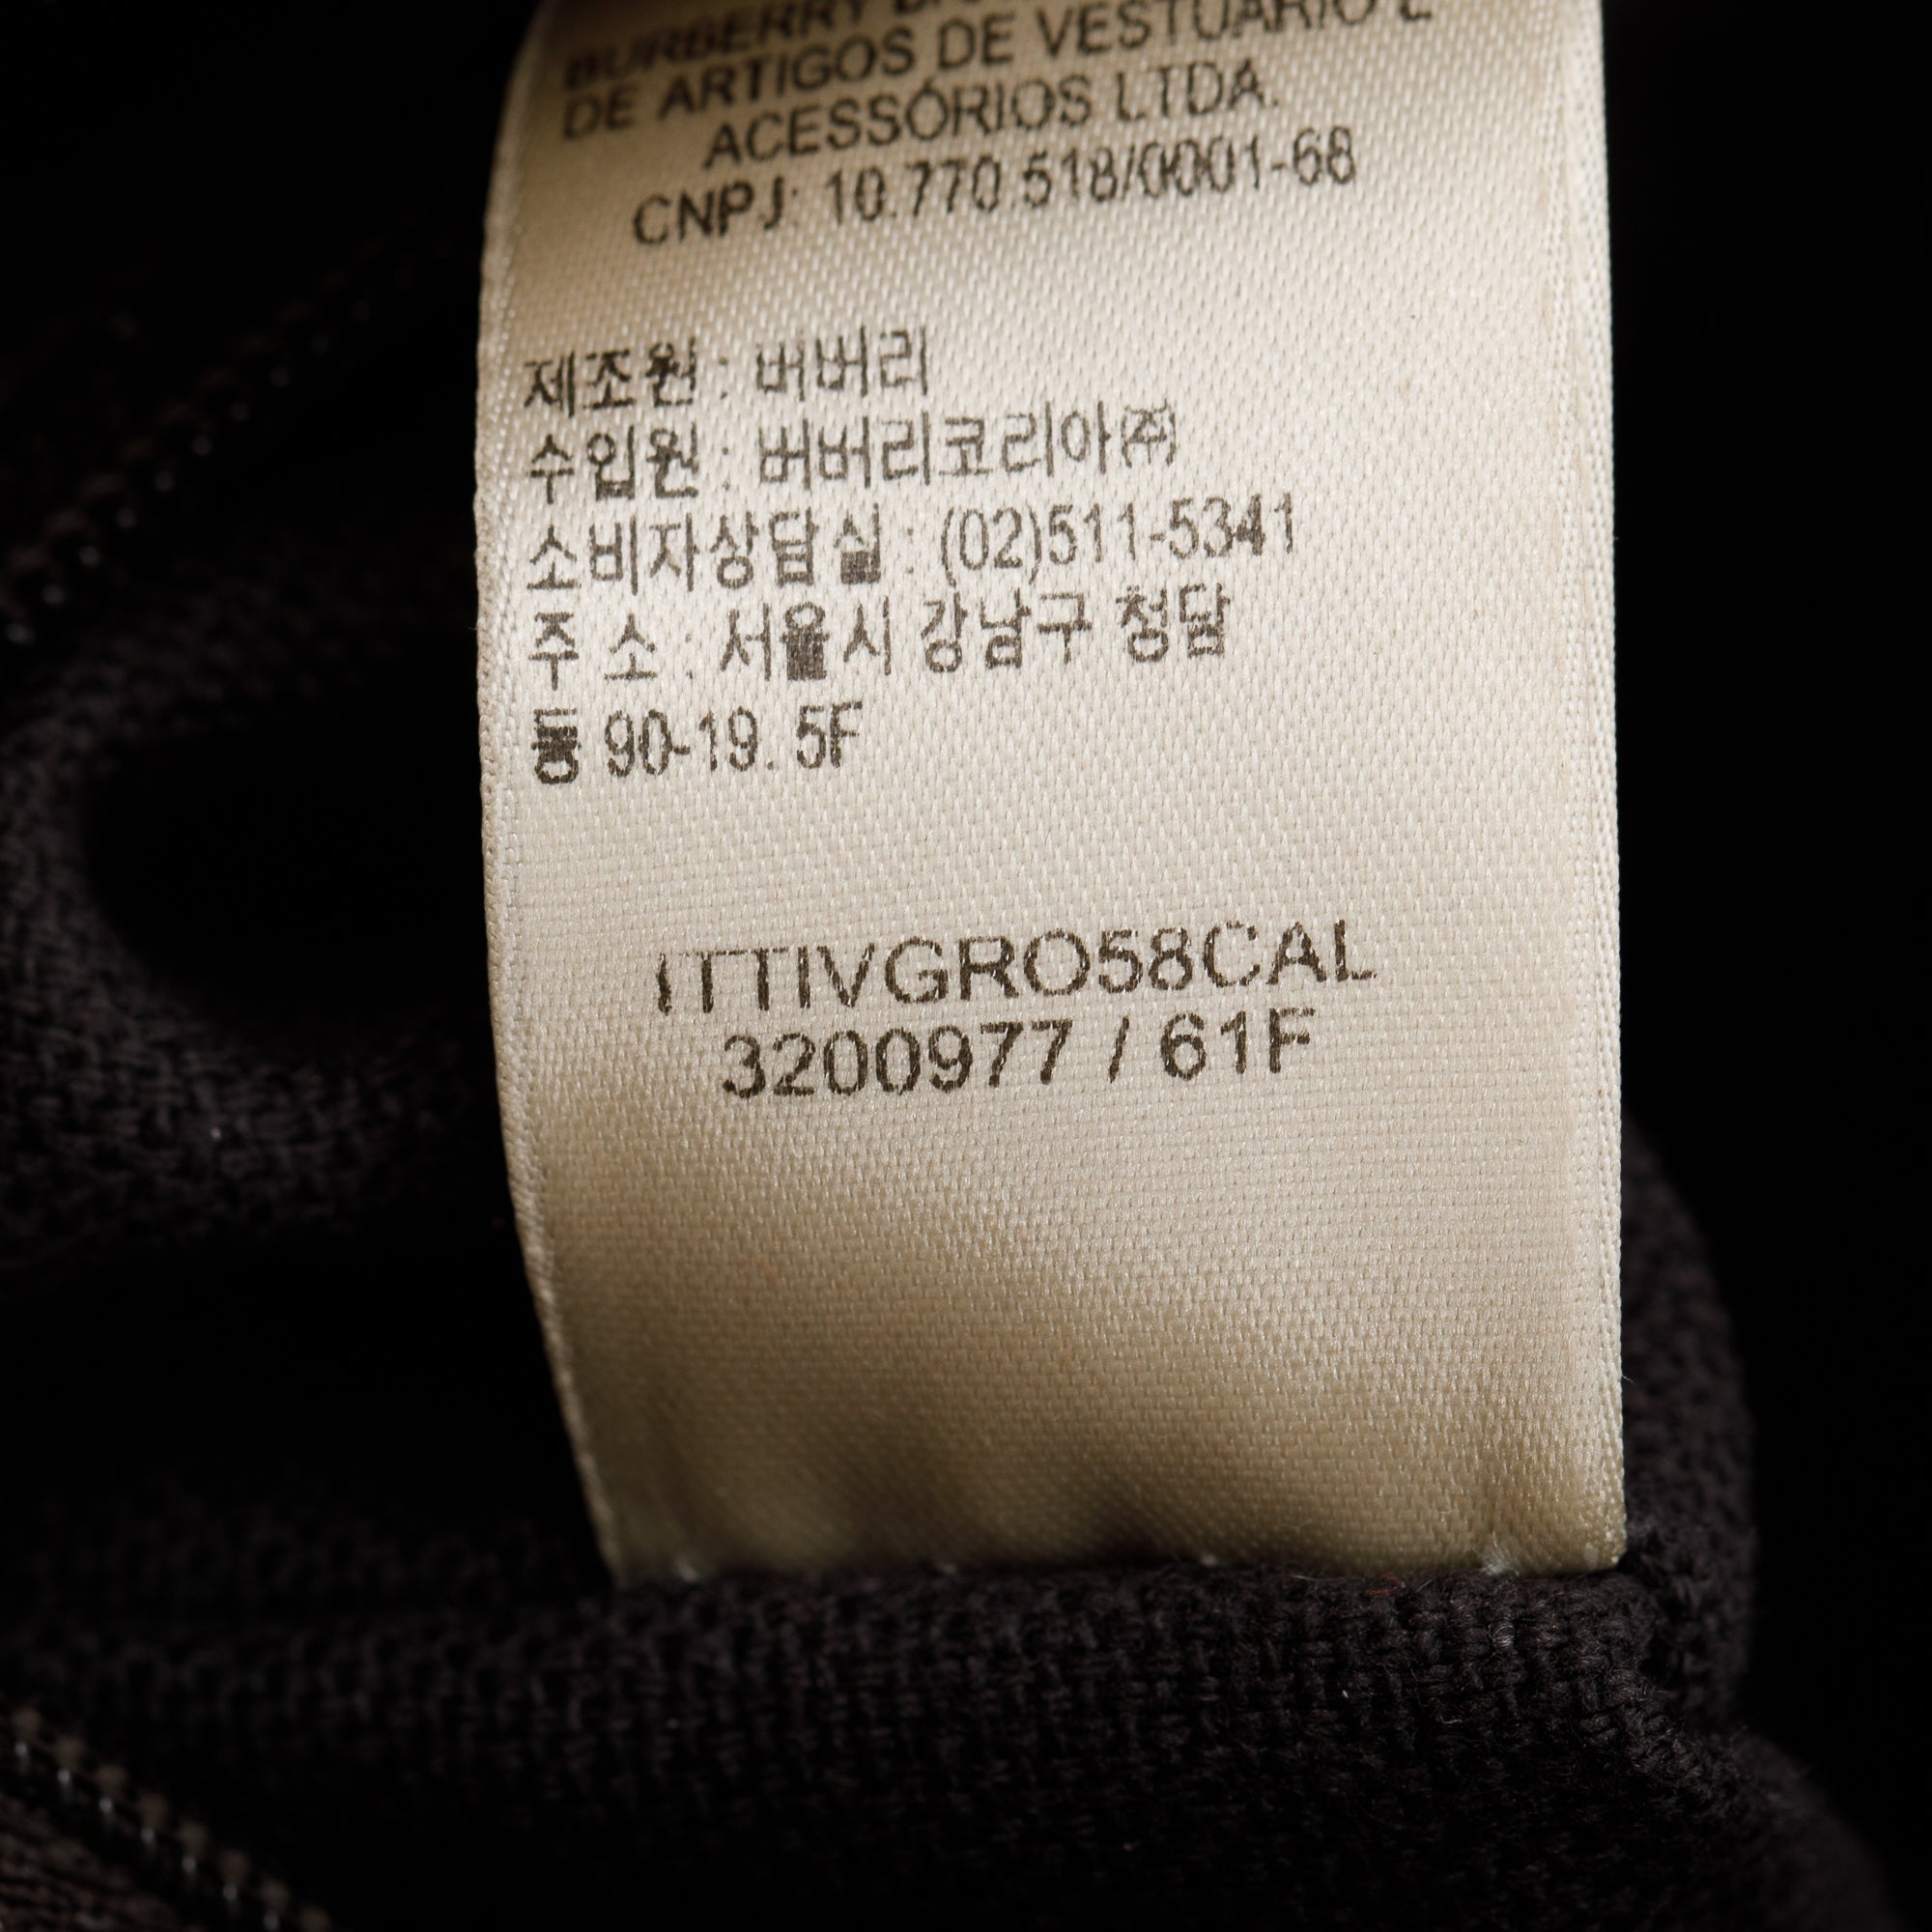 BURBERRY
DE ARTIGOS DE VESTUÁRIO E
ACESSÓRIOS LTDA.
CNPJ: 10.770.518/0001-68
제조원 : 버버리
수입원 : 버버리코리아㈜
소비자상담실 : (02)511-5341
주 소 : 서울시 강남구 청담
동 90-19. 5F
ITTIVGRO58CAL
3200977 / 61F